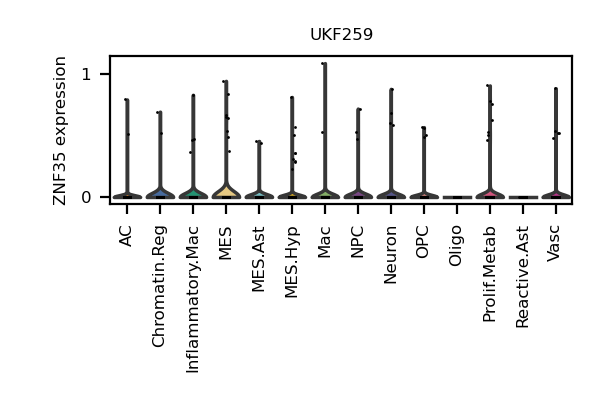 UKF259
ZNF35 expression
1
0
AC
Chromatin.Reg
Inflammatory.Mac
MES
MES.Ast
MES.Hyp
Mac
NPC
Neuron
OPC
Oligo
Prolif.Metab
Reactive.Ast
Vasc